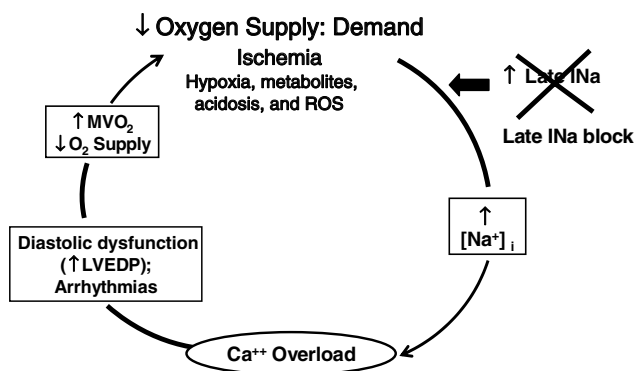 ↓ Oxygen Supply: Demand
Ischemia
Hypoxia, metabolites,
acidosis, and ROS
↑ Late INa
Late INa block
↑ MVO₂
↓ O₂ Supply
↑
[Na⁺] i
Diastolic dysfunction
(↑LVEDP);
Arrhythmias
Ca⁺⁺ Overload